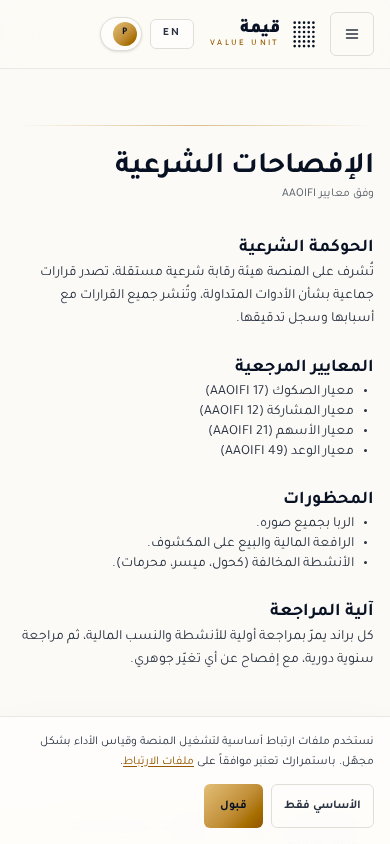 قيمة
VALUE UNIT
EN
P
الإفصاحات الشرعية
وفق معايير AAOIFI
الحوكمة الشرعية
تُشرف على المنصة هيئة رقابة شرعية مستقلة، تصدر قرارات
جماعية بشأن الأدوات المتداولة، وتُنشر جميع القرارات مع
أسبابها وسجل تدقيقها.
المعايير المرجعية
• معيار الصكوك (AAOIFI 17)
• معيار المشاركة (AAOIFI 12)
• معيار الأسهم (AAOIFI 21)
• معيار الوعد (AAOIFI 49)
المحظورات
• الربا بجميع صوره.
• الرافعة المالية والبيع على المكشوف.
• الأنشطة المخالفة (كحول، ميسر، محرمات).
آلية المراجعة
كل براند يمرّ بمراجعة أولية للأنشطة والنسب المالية، ثم مراجعة
سنوية دورية، مع إفصاح عن أي تغيّر جوهري.
نستخدم ملفات ارتباط أساسية لتشغيل المنصة وقياس الأداء بشكل
مجهّل. باستمرارك تعتبر موافقاً على ملفات الارتباط.
الأساسي فقط
قبول